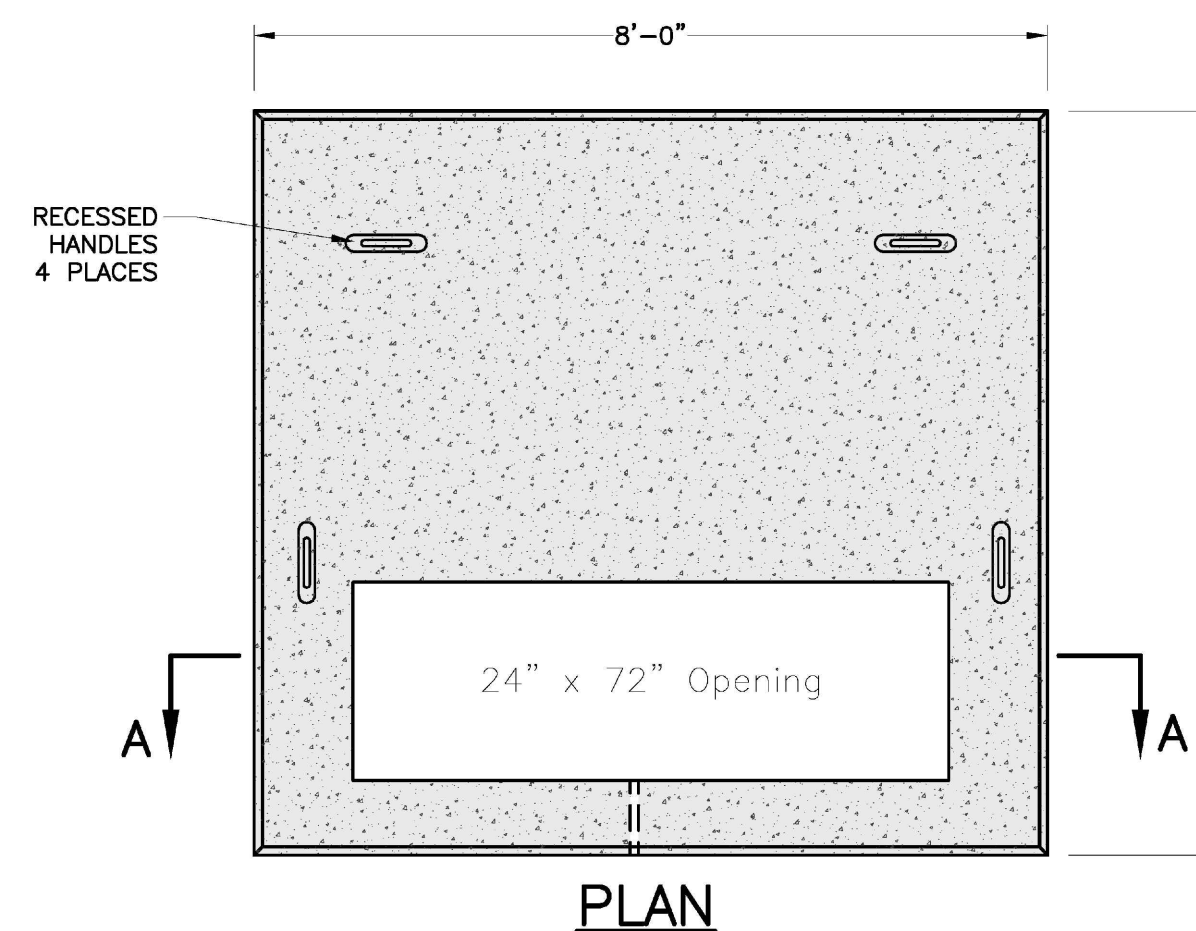 8'-0"
RECESSED
HANDLES
4 PLACES
24" x 72" Opening
A
A
PLAN